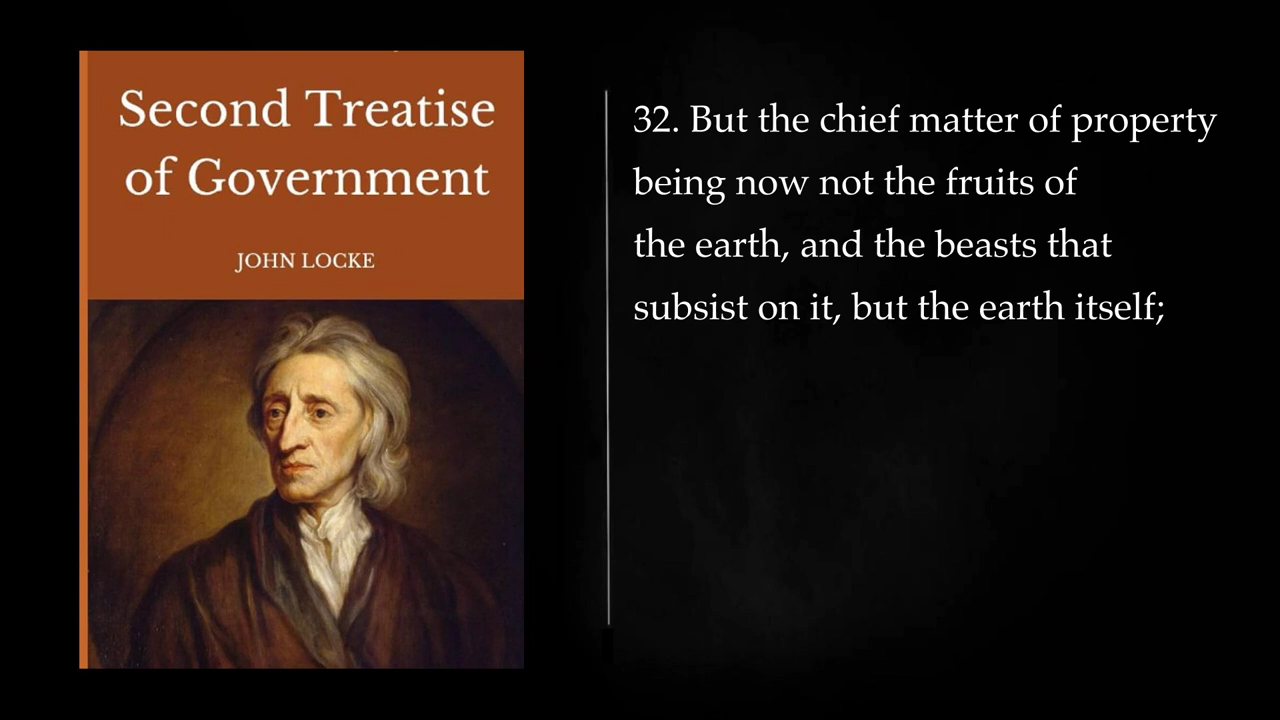 Second Treatise
of Government
JOHN LOCKE
32. But the chief matter of property
being now not the fruits of
the earth, and the beasts that
subsist on it, but the earth itself;